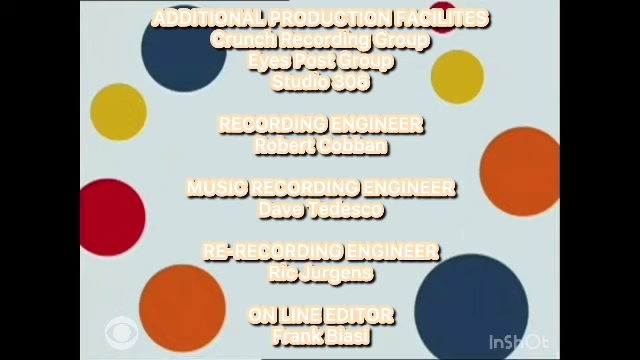 ADDITIONAL PRODUCTION FACILITES
Crunch Recording Group
Eyes Post Group
Studio 306
RECORDING ENGINEER
Robert Cobban
MUSIC RECORDING ENGINEER
Dave Tedesco
RE-RECORDING ENGINEER
Ric Jurgens
ON LINE EDITOR
Frank Biasi
InShOt